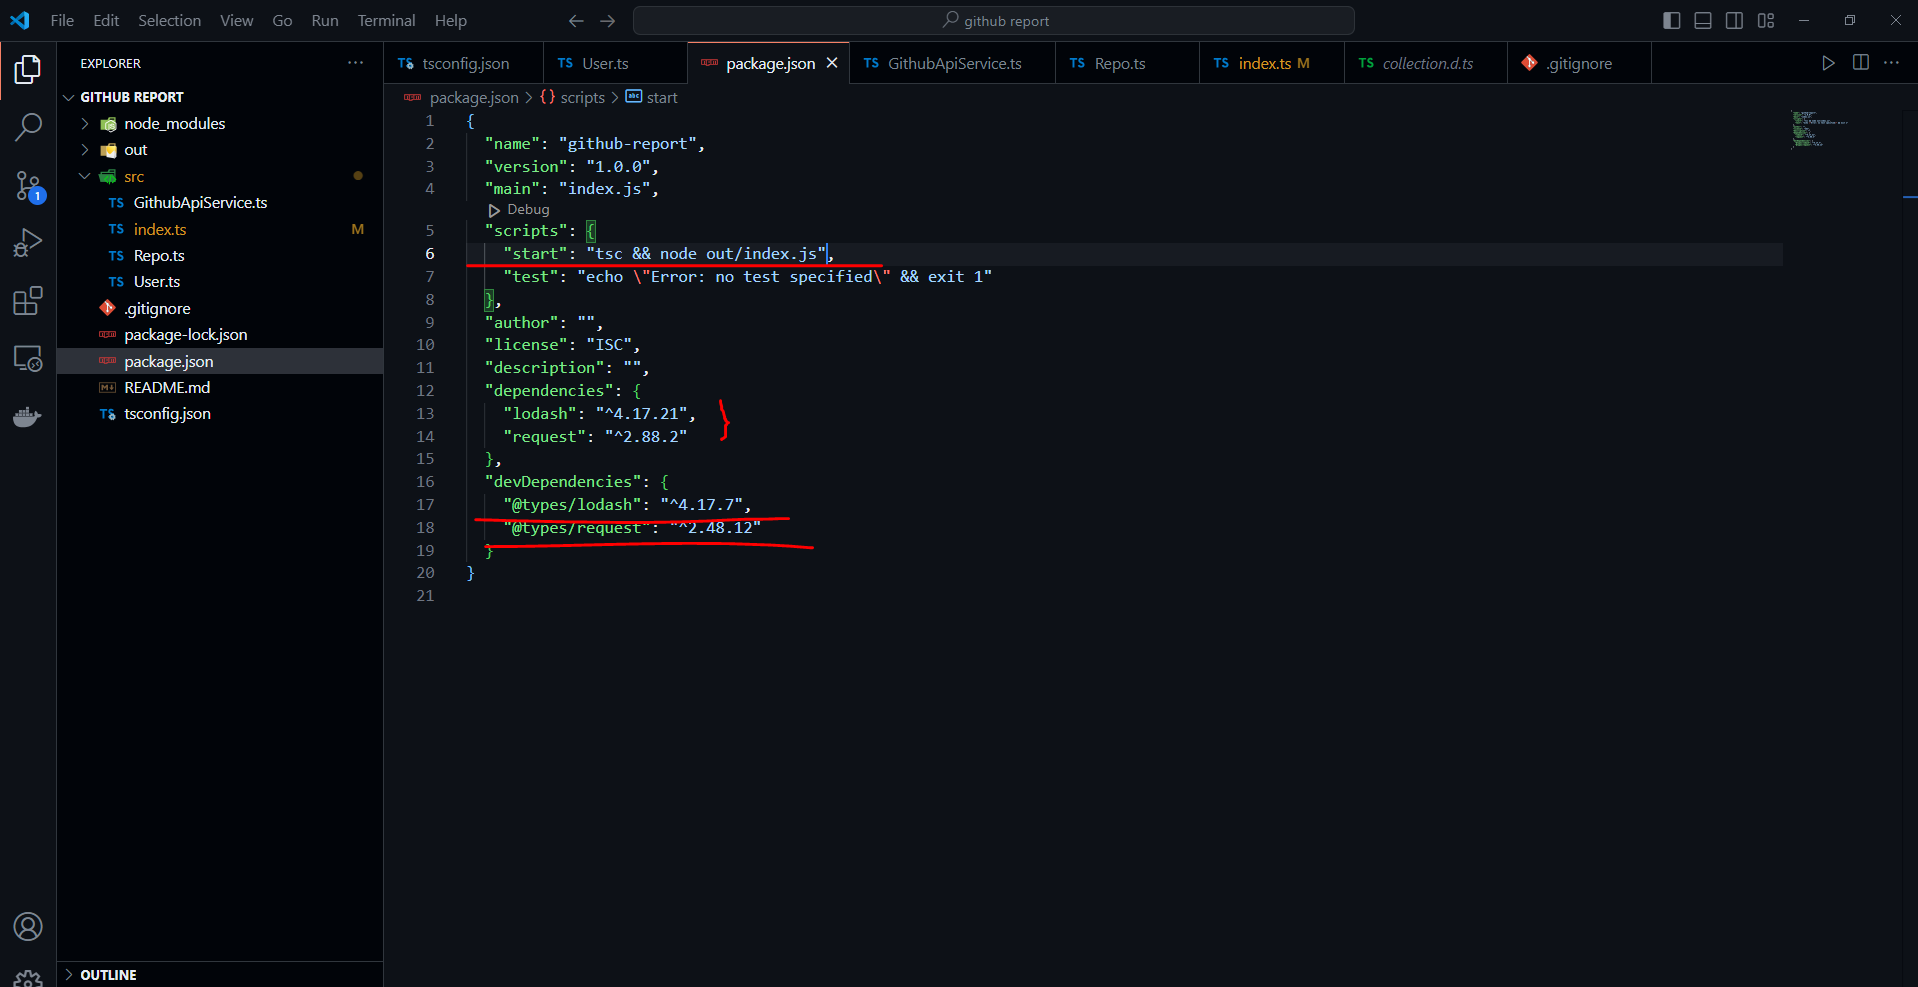 File Edit Selection View Go Run Terminal Help
github report
EXPLORER
GITHUB REPORT
node_modules
out
src
TS GithubApiService.ts
TS index.ts M
TS Repo.ts
TS User.ts
.gitignore
package-lock.json
package.json
README.md
TS tsconfig.json
OUTLINE
1
TS tsconfig.json
TS User.ts
package.json
TS GithubApiService.ts
TS Repo.ts
TS index.ts M
TS collection.d.ts
.gitignore
package.json > {} scripts > abc start
1 {
2 "name": "github-report",
3 "version": "1.0.0",
4 "main": "index.js",
Debug
5 "scripts": {
6 "start": "tsc && node out/index.js",
7 "test": "echo \"Error: no test specified\" && exit 1"
8 },
9 "author": "",
10 "license": "ISC",
11 "description": "",
12 "dependencies": {
13 "lodash": "^4.17.21",
14 "request": "^2.88.2"
15 },
16 "devDependencies": {
17 "@types/lodash": "^4.17.7",
18 "@types/request": "^2.48.12"
19 }
20 }
21